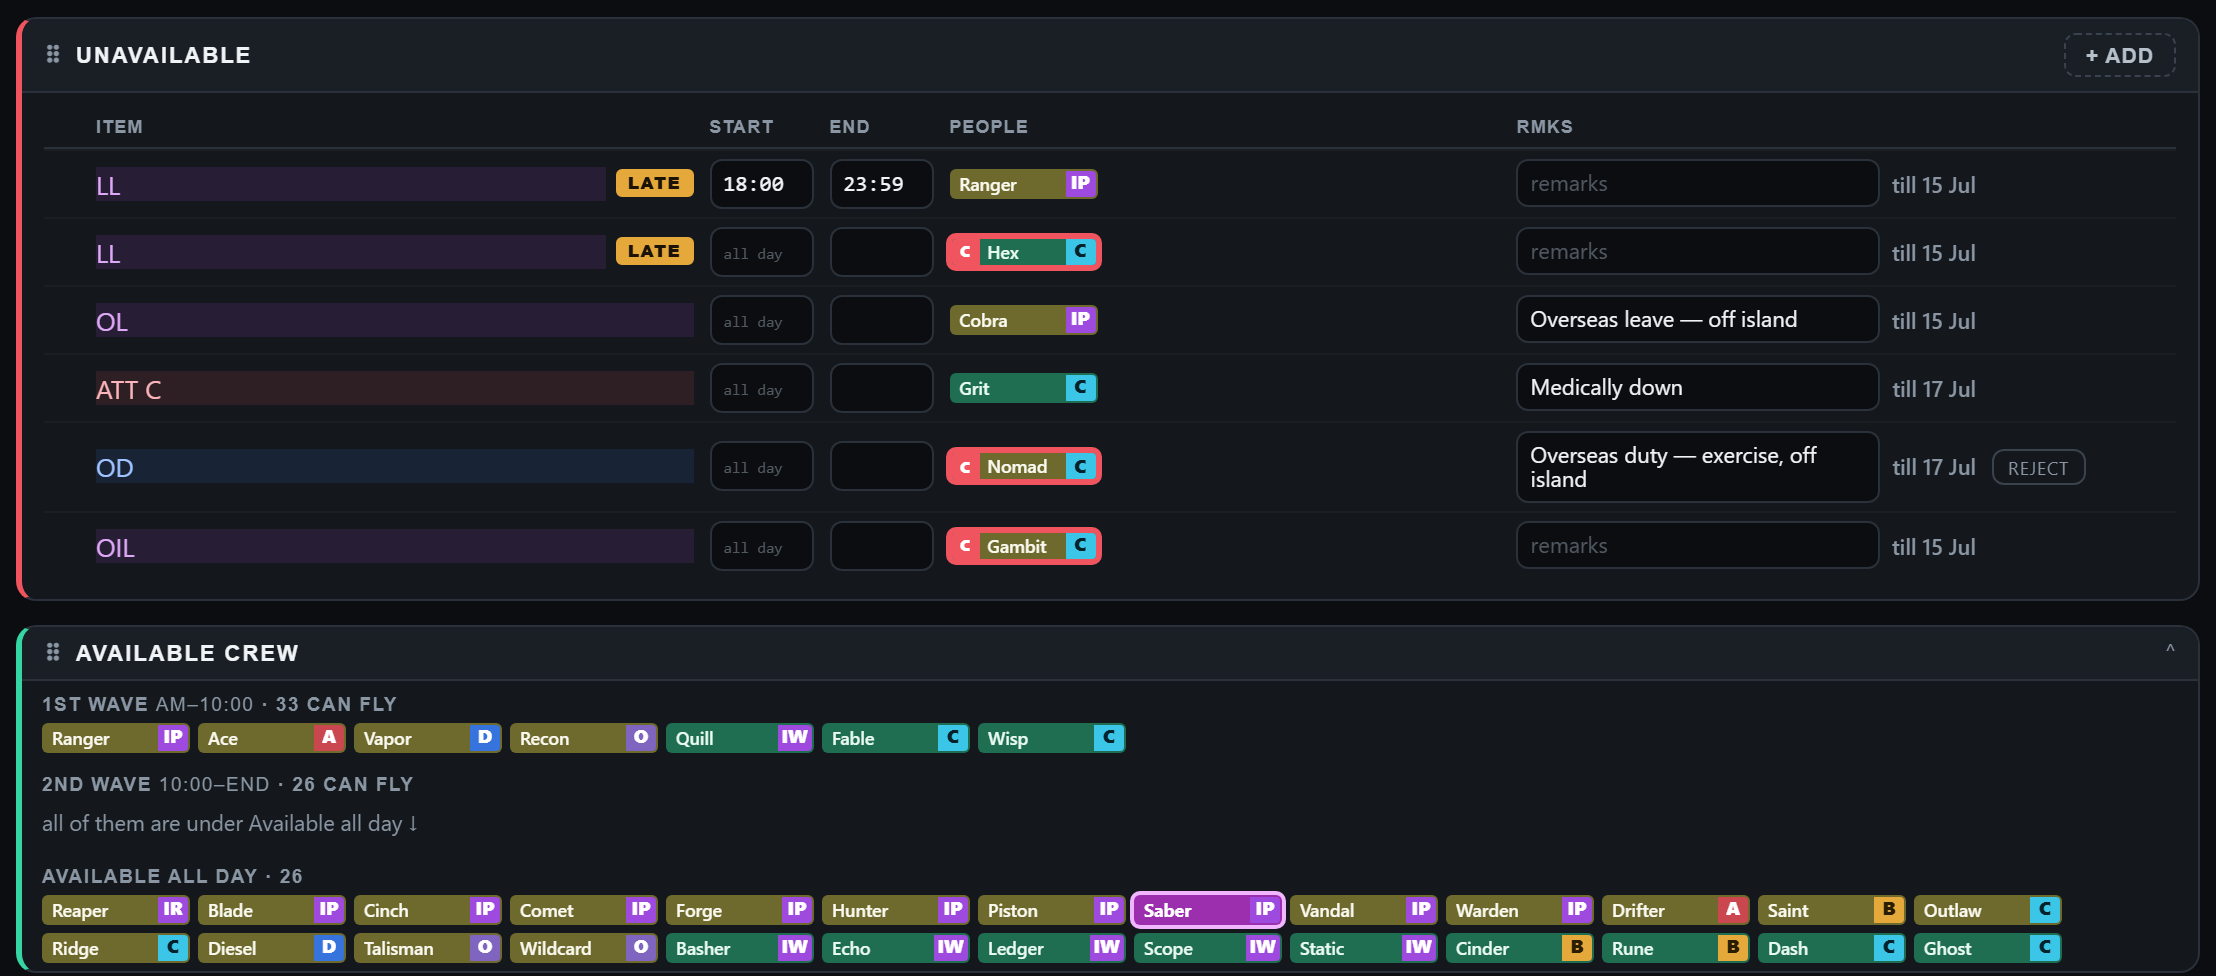 UNAVAILABLE + ADD
ITEM START END PEOPLE RMKS
LL LATE 18:00 23:59 Ranger IP remarks till 15 Jul
LL LATE all day C Hex C remarks till 15 Jul
OL all day Cobra IP Overseas leave — off island till 15 Jul
ATT C all day Grit C Medically down till 17 Jul
OD all day C Nomad C Overseas duty — exercise, off
island till 17 Jul REJECT
OIL all day C Gambit C remarks till 15 Jul
AVAILABLE CREW ^
1ST WAVE AM–10:00 · 33 CAN FLY
Ranger IP Ace A Vapor D Recon O Quill IW Fable C Wisp C
2ND WAVE 10:00–END · 26 CAN FLY
all of them are under Available all day ↓
AVAILABLE ALL DAY · 26
Reaper IR Blade IP Cinch IP Comet IP Forge IP Hunter IP Piston IP Saber IP Vandal IP Warden IP Drifter A Saint B Outlaw C
Ridge C Diesel D Talisman O Wildcard O Basher IW Echo IW Ledger IW Scope IW Static IW Cinder B Rune B Dash C Ghost C